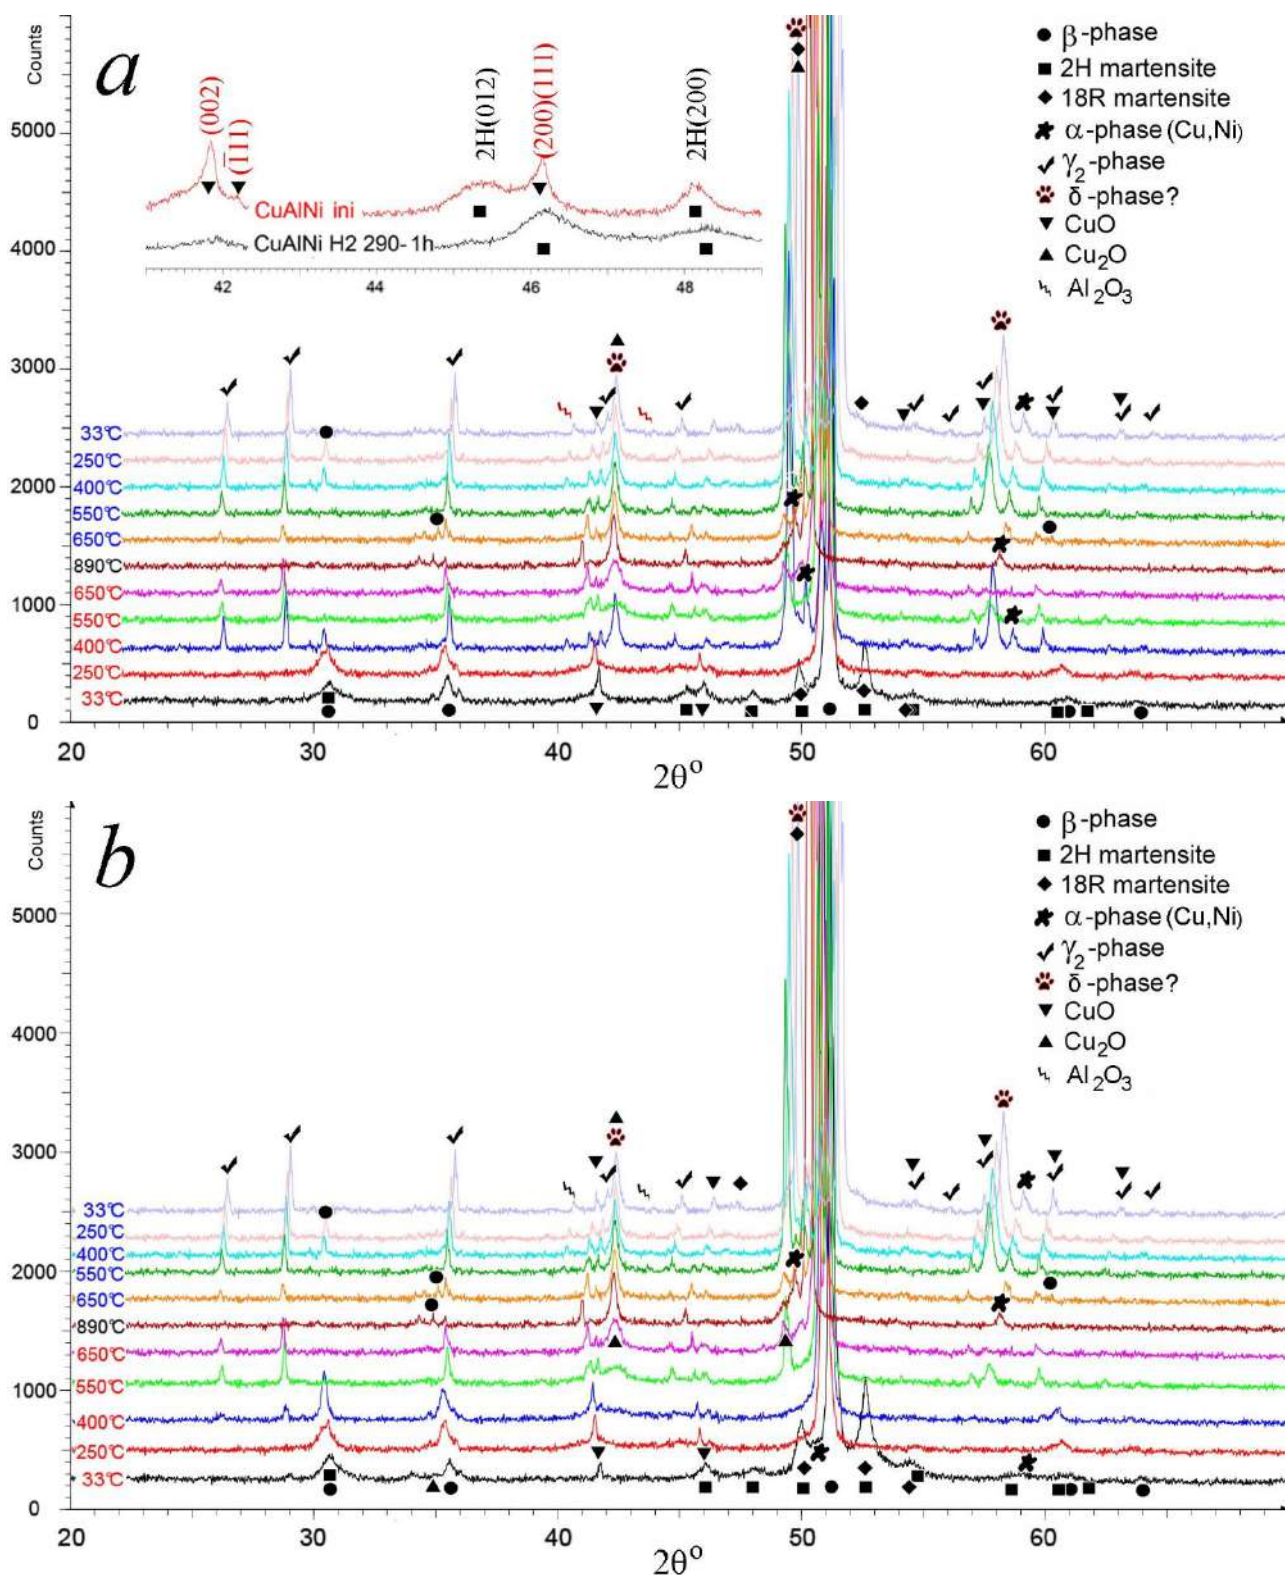 Counts
a
(002)
(1̅11)
2H(012)
(200)(111)
2H(200)
CuAlNi ini
CuAlNi H2 290-1h
42 44 46 48
β-phase
2H martensite
18R martensite
α-phase (Cu,Ni)
γ2-phase
δ-phase?
CuO
Cu2O
Al2O3
5000
4000
3000
2000
1000
0
33°C
250°C
400°C
550°C
650°C
890°C
650°C
550°C
400°C
250°C
33°C
20 30 40 50 60
2θ°
Counts
b
β-phase
2H martensite
18R martensite
α-phase (Cu,Ni)
γ2-phase
δ-phase?
CuO
Cu2O
Al2O3
5000
4000
3000
2000
1000
0
33°C
250°C
400°C
550°C
650°C
890°C
650°C
550°C
400°C
250°C
33°C
20 30 40 50 60
2θ°